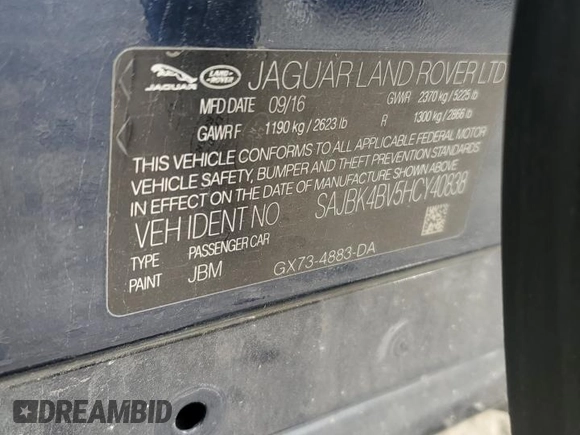 JAGUAR LAND-ROVER JAGUAR LAND ROVER LTD
MFD DATE 09/16 GWR 2370 kg / 5225 lb
GAWR F 1190 kg / 2623 lb R 1300 kg / 2866 lb
THIS VEHICLE CONFORMS TO ALL APPLICABLE FEDERAL MOTOR
VEHICLE SAFETY, BUMPER AND THEFT PREVENTION STANDARDS
IN EFFECT ON THE DATE OF MANUFACTURE SHOWN ABOVE
VEH IDENT NO SAJBK4BV5HCY40838
TYPE PASSENGER CAR
PAINT JBM GX73-4883-DA
DREAMBID